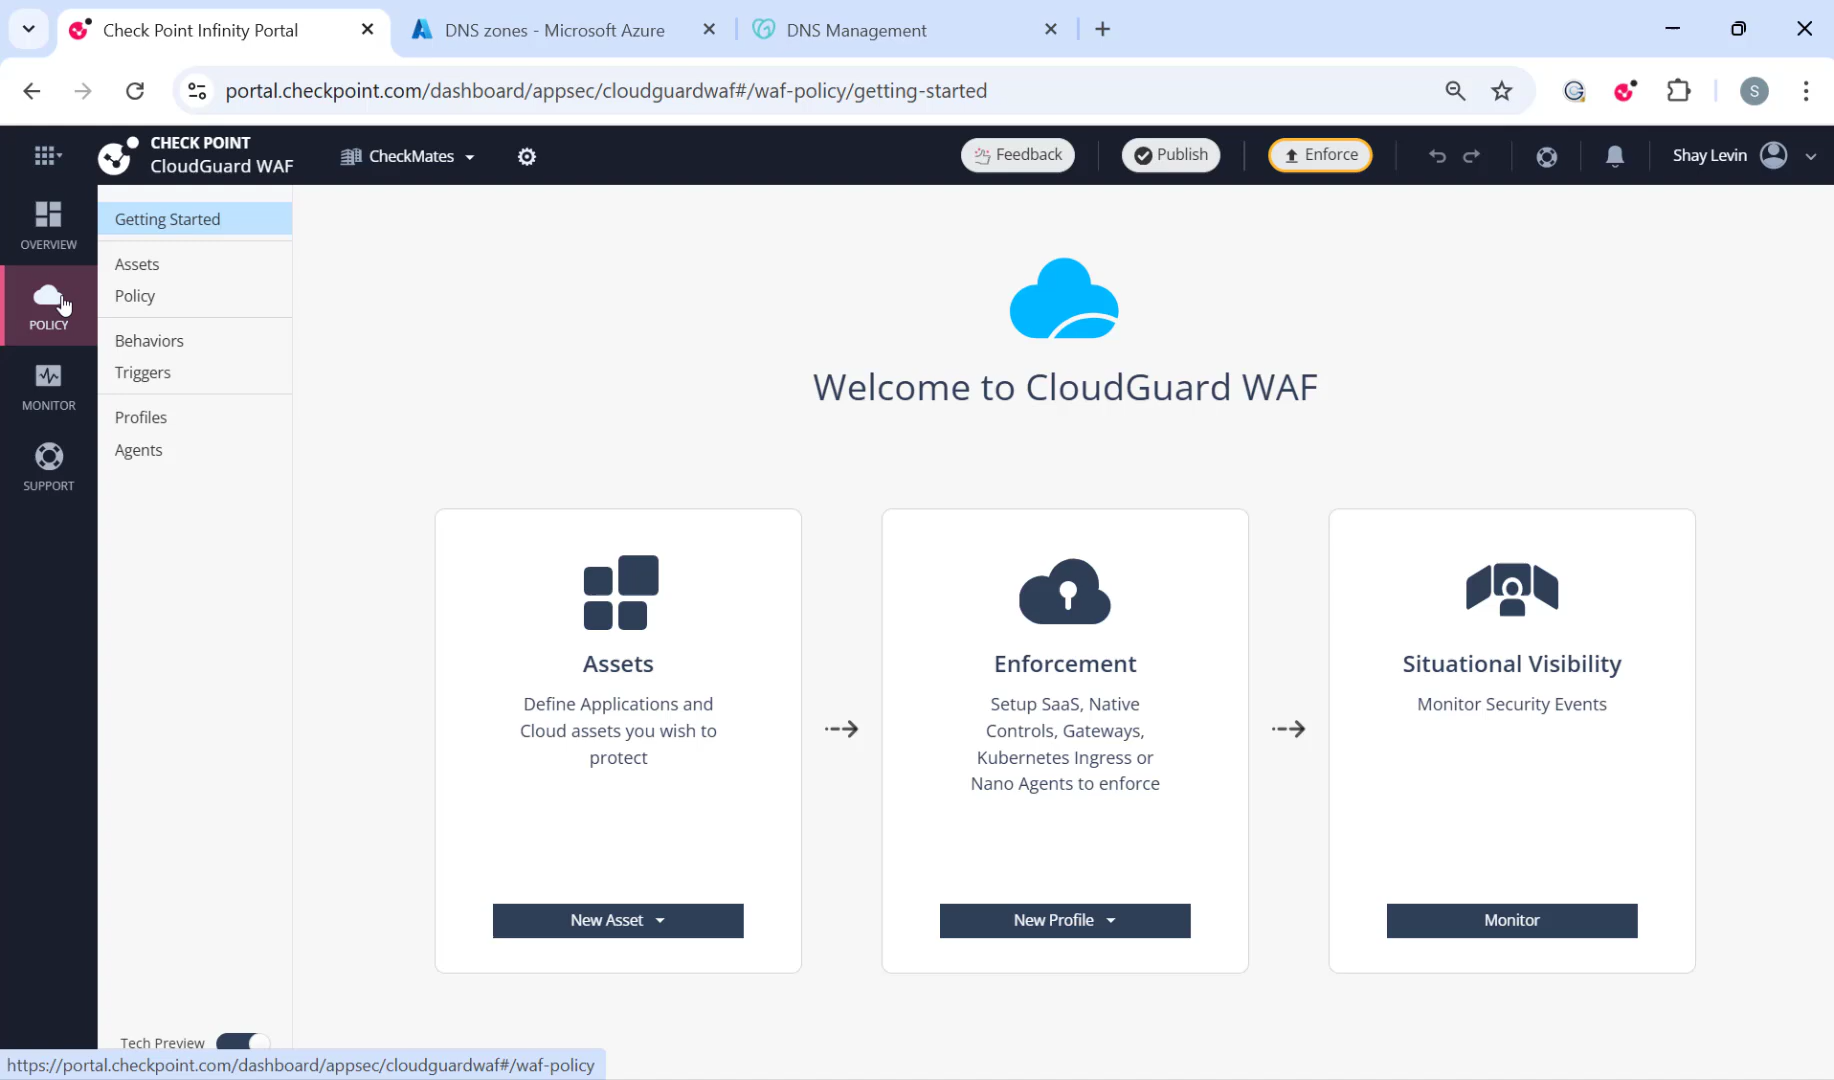 Check Point Infinity Portal
DNS zones - Microsoft Azure
DNS Management
portal.checkpoint.com/dashboard/appsec/cloudguardwaf#/waf-policy/getting-started
S
CHECK POINT
CloudGuard WAF
CheckMates
Feedback
Publish
Enforce
Shay Levin
OVERVIEW
POLICY
MONITOR
SUPPORT
Getting Started
Assets
Policy
Behaviors
Triggers
Profiles
Agents
Welcome to CloudGuard WAF
Assets
Define Applications and
Cloud assets you wish to
protect
New Asset
Enforcement
Setup SaaS, Native
Controls, Gateways,
Kubernetes Ingress or
Nano Agents to enforce
New Profile
Situational Visibility
Monitor Security Events
Monitor
Tech Preview
https://portal.checkpoint.com/dashboard/appsec/cloudguardwaf#/waf-policy